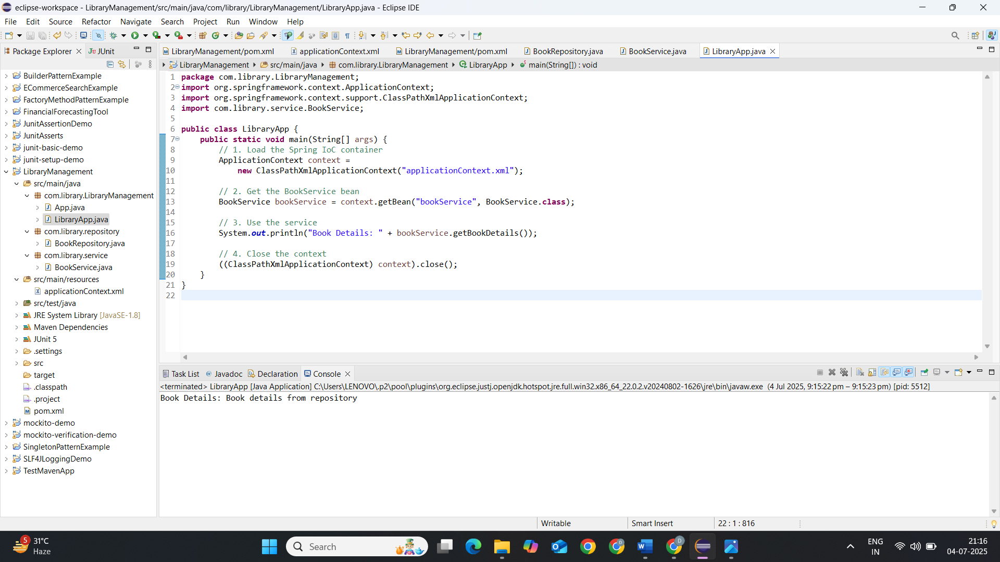 eclipse-workspace - LibraryManagement/src/main/java/com/library/LibraryManagement/LibraryApp.java - Eclipse IDE
File Edit Source Refactor Navigate Search Project Run Window Help
Package Explorer JUnit
BuilderPatternExample
ECommerceSearchExample
FactoryMethodPatternExample
FinancialForecastingTool
JunitAssertionDemo
JunitAsserts
junit-basic-demo
junit-setup-demo
LibraryManagement
src/main/java
com.library.LibraryManagement
App.java
LibraryApp.java
com.library.repository
BookRepository.java
com.library.service
BookService.java
src/main/resources
applicationContext.xml
src/test/java
JRE System Library [JavaSE-1.8]
Maven Dependencies
JUnit 5
.settings
src
target
.classpath
.project
pom.xml
mockito-demo
mockito-verification-demo
SingletonPatternExample
SLF4JLoggingDemo
TestMavenApp
LibraryManagement/pom.xml applicationContext.xml LibraryManagement/pom.xml BookRepository.java BookService.java LibraryApp.java
LibraryManagement src/main/java com.library.LibraryManagement LibraryApp main(String[]) : void
1 package com.library.LibraryManagement;
2 import org.springframework.context.ApplicationContext;
3 import org.springframework.context.support.ClassPathXmlApplicationContext;
4 import com.library.service.BookService;
5
6 public class LibraryApp {
7 public static void main(String[] args) {
8 // 1. Load the Spring IoC container
9 ApplicationContext context =
10 new ClassPathXmlApplicationContext("applicationContext.xml");
11
12 // 2. Get the BookService bean
13 BookService bookService = context.getBean("bookService", BookService.class);
14
15 // 3. Use the service
16 System.out.println("Book Details: " + bookService.getBookDetails());
17
18 // 4. Close the context
19 ((ClassPathXmlApplicationContext) context).close();
20 }
21 }
22
Task List Javadoc Declaration Console
<terminated> LibraryApp [Java Application] C:\Users\LENOVO\.p2\pool\plugins\org.eclipse.justj.openjdk.hotspot.jre.full.win32.x86_64_22.0.2.v20240802-1626\jre\bin\javaw.exe (4 Jul 2025, 9:15:22 pm – 9:15:23 pm) [pid: 5512]
Book Details: Book details from repository
Writable Smart Insert 22 : 1 : 816
5
31°C
Haze
Search
ENG
IN
21:16
04-07-2025